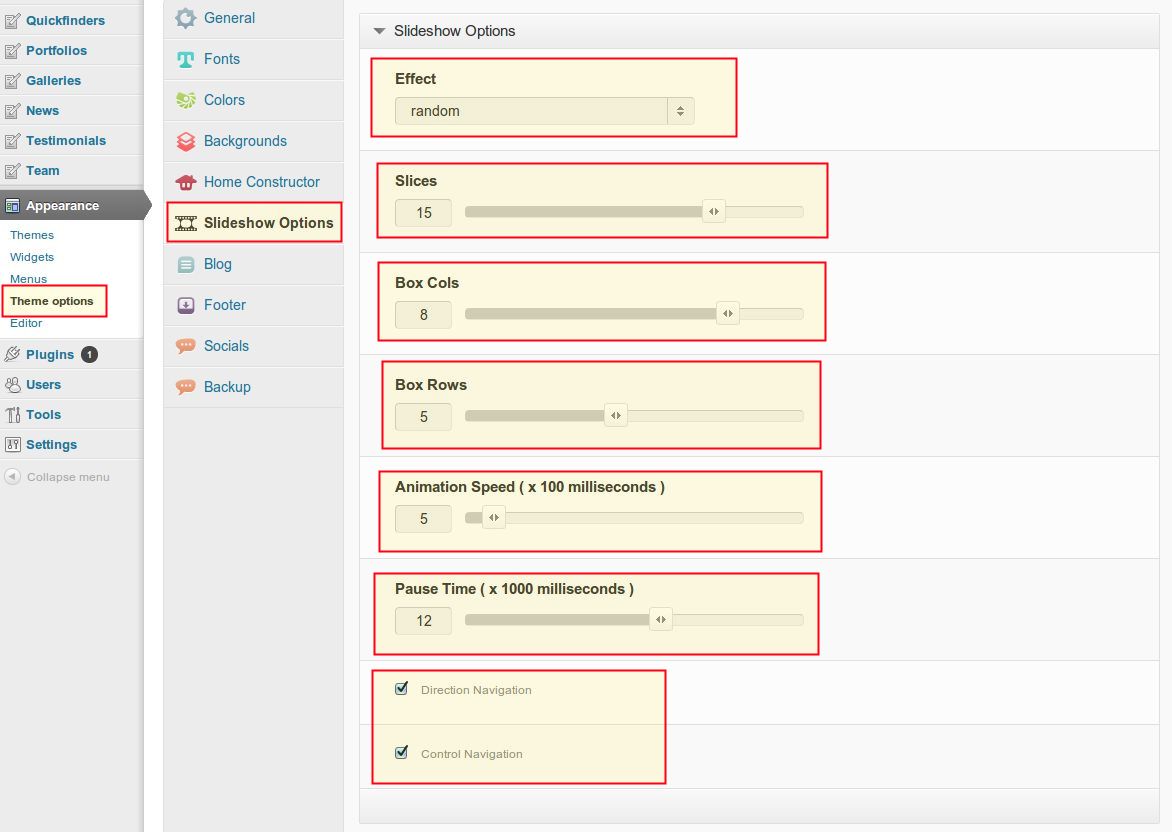 Quickfinders
Portfolios
Galleries
News
Testimonials
Team
Appearance
Themes
Widgets
Menus
Theme options
Editor
Plugins 1
Users
Tools
Settings
Collapse menu
General
Fonts
Colors
Backgrounds
Home Constructor
Slideshow Options
Blog
Footer
Socials
Backup
Slideshow Options
Effect
random
Slices
15
Box Cols
8
Box Rows
5
Animation Speed ( x 100 milliseconds )
5
Pause Time ( x 1000 milliseconds )
12
Direction Navigation
Control Navigation